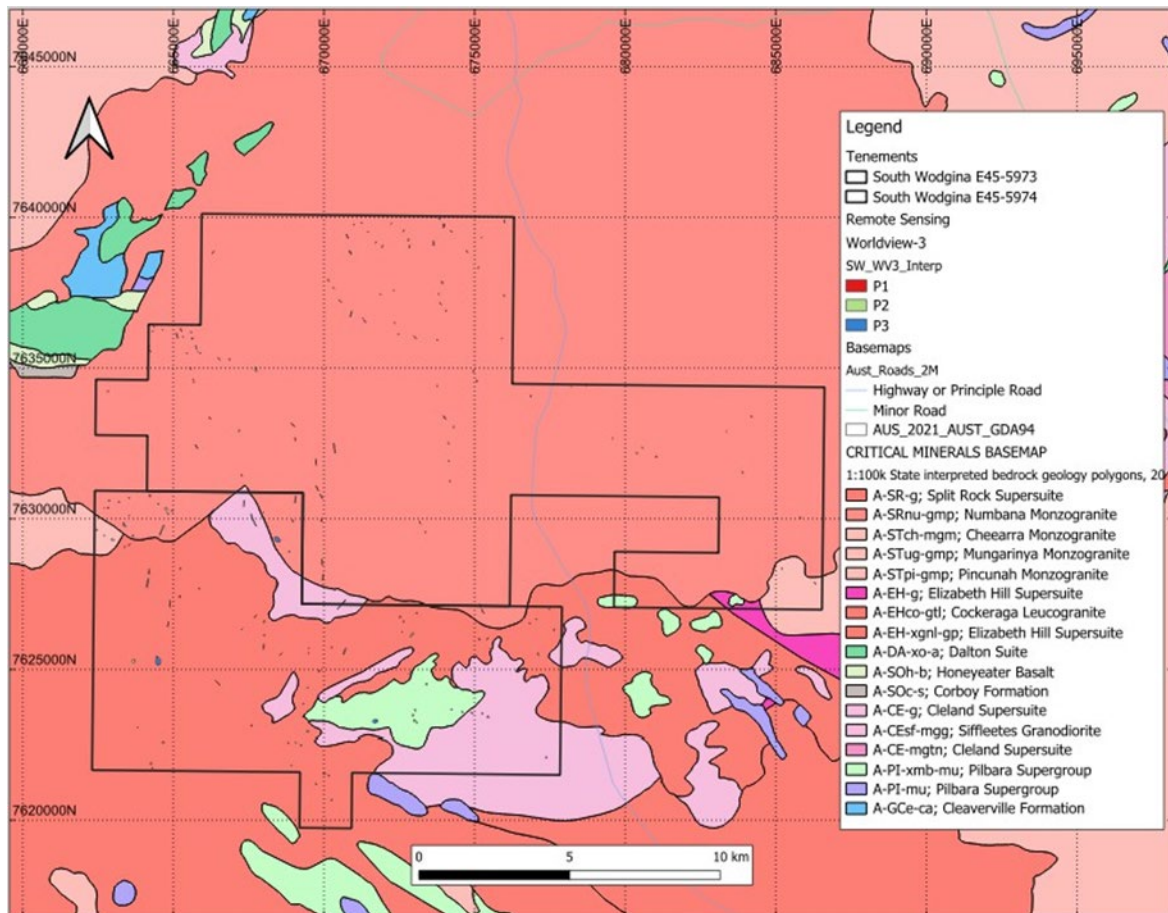 660000E
665000E
670000E
675000E
680000E
685000E
690000E
695000E
7645000N
7640000N
7635000N
7630000N
7625000N
7620000N
Legend
Tenements
South Wodgina E45-5973
South Wodgina E45-5974
Remote Sensing
Worldview-3
SW_WV3_Interp
P1
P2
P3
Basemaps
Aust_Roads_2M
Highway or Principle Road
Minor Road
AUS_2021_AUST_GDA94
CRITICAL MINERALS BASEMAP
1:100k State interpreted bedrock geology polygons, 20
A-SR-g; Split Rock Supersuite
A-SRnu-gmp; Numbana Monzogranite
A-STch-mgm; Cheearra Monzogranite
A-STug-gmp; Mungarinya Monzogranite
A-STpi-gmp; Pincunah Monzogranite
A-EH-g; Elizabeth Hill Supersuite
A-EHco-gtl; Cockeraga Leucogranite
A-EH-xgnl-gp; Elizabeth Hill Supersuite
A-DA-xo-a; Dalton Suite
A-SOh-b; Honeyeater Basalt
A-SOc-s; Corboy Formation
A-CE-g; Cleland Supersuite
A-CEsf-mgg; Siffleetes Granodiorite
A-CE-mgtn; Cleland Supersuite
A-PI-xmb-mu; Pilbara Supergroup
A-PI-mu; Pilbara Supergroup
A-GCe-ca; Cleaverville Formation
0 5 10 km